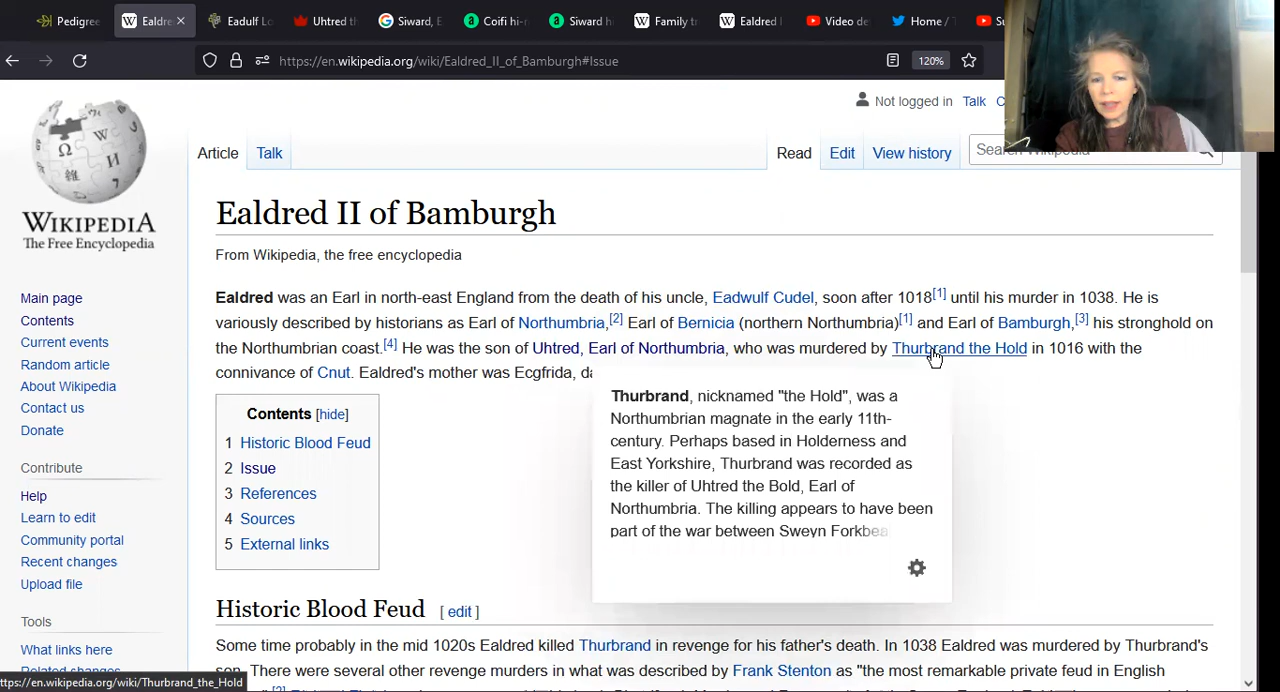 Pedigree
Ealdre
Eadulf Lo
Uhtred th
Siward, E
Coifi hi-
Siward h
Family tr
Ealdred
Video de
Home /
Su
https://en.wikipedia.org/wiki/Ealdred_II_of_Bamburgh#Issue
120%
Not logged in Talk C
Article Talk Read Edit View history Search Wikipedia
WIKIPEDIA
The Free Encyclopedia
Main page
Contents
Current events
Random article
About Wikipedia
Contact us
Donate
Contribute
Help
Learn to edit
Community portal
Recent changes
Upload file
Tools
What links here
Related changes
Ealdred II of Bamburgh
From Wikipedia, the free encyclopedia
Ealdred was an Earl in north-east England from the death of his uncle, Eadwulf Cudel, soon after 1018[1] until his murder in 1038. He is
variously described by historians as Earl of Northumbria,[2] Earl of Bernicia (northern Northumbria)[1] and Earl of Bamburgh,[3] his stronghold on
the Northumbrian coast.[4] He was the son of Uhtred, Earl of Northumbria, who was murdered by Thurbrand the Hold in 1016 with the
connivance of Cnut. Ealdred's mother was Ecgfrida, da
Contents [hide]
1 Historic Blood Feud
2 Issue
3 References
4 Sources
5 External links
Thurbrand, nicknamed "the Hold", was a
Northumbrian magnate in the early 11th-
century. Perhaps based in Holderness and
East Yorkshire, Thurbrand was recorded as
the killer of Uhtred the Bold, Earl of
Northumbria. The killing appears to have been
part of the war between Sweyn Forkbea
Historic Blood Feud [ edit ]
Some time probably in the mid 1020s Ealdred killed Thurbrand in revenge for his father's death. In 1038 Ealdred was murdered by Thurbrand's
son. There were several other revenge murders in what was described by Frank Stenton as "the most remarkable private feud in English
ttps://en.wikipedia.org/wiki/Thurbrand_the_Hold